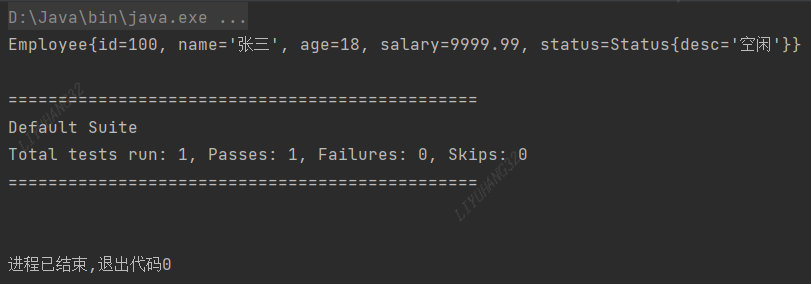 D:\Java\bin\java.exe ...
Employee{id=100, name='张三', age=18, salary=9999.99, status=Status{desc='空闲'}}
===============================================
Default Suite
Total tests run: 1, Passes: 1, Failures: 0, Skips: 0
===============================================
进程已结束,退出代码0
LIYUHANG32
LIYUHANG32